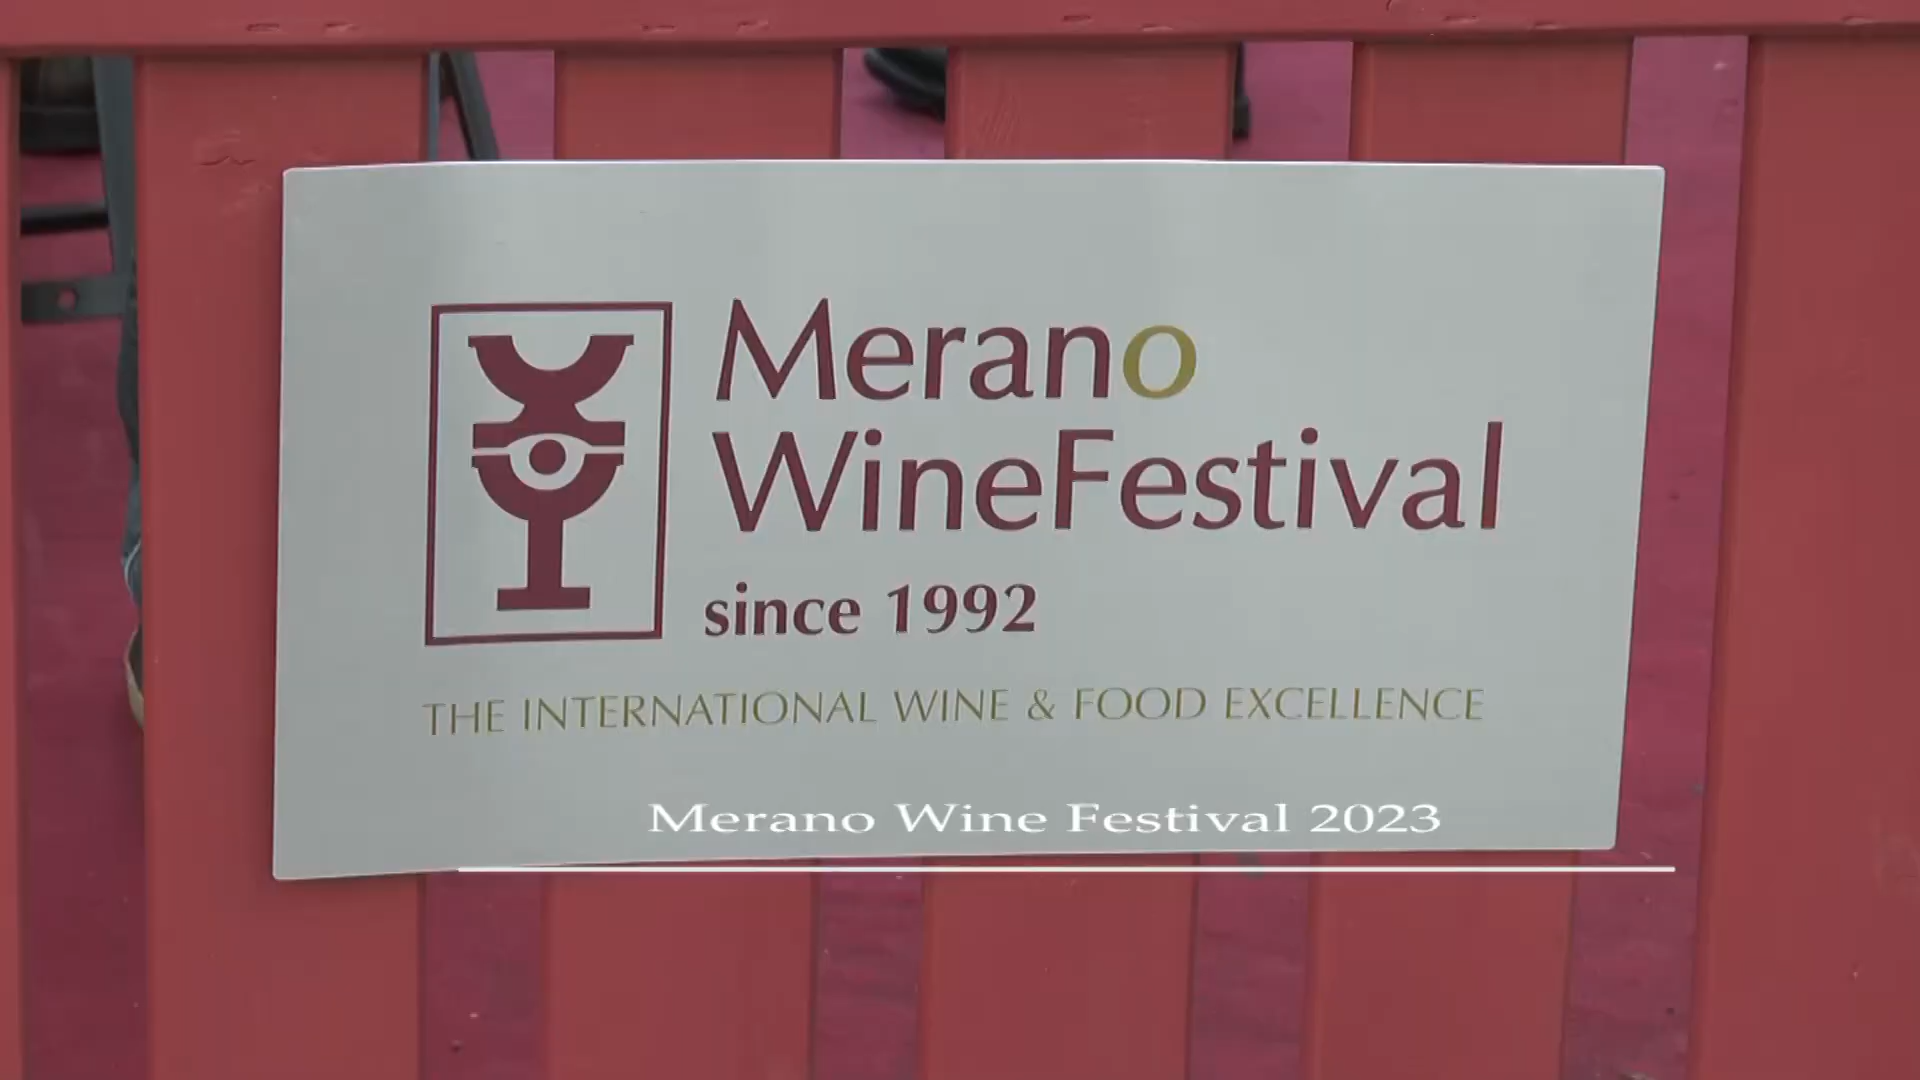 Merano
WineFestival
since 1992
THE INTERNATIONAL WINE & FOOD EXCELLENCE
Merano Wine Festival 2023